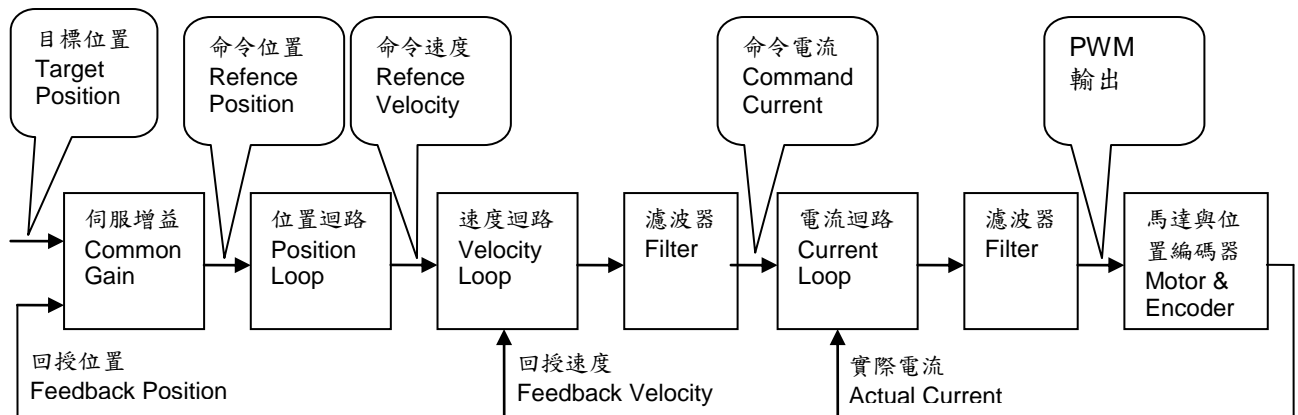 目標位置
Target
Position
命令位置
Refence
Position
命令速度
Refence
Velocity
命令電流
Command
Current
PWM
輸出
伺服增益
Common
Gain
位置迴路
Position
Loop
速度迴路
Velocity
Loop
濾波器
Filter
電流迴路
Current
Loop
濾波器
Filter
馬達與位
置編碼器
Motor &
Encoder
回授位置
Feedback Position
回授速度
Feedback Velocity
實際電流
Actual Current